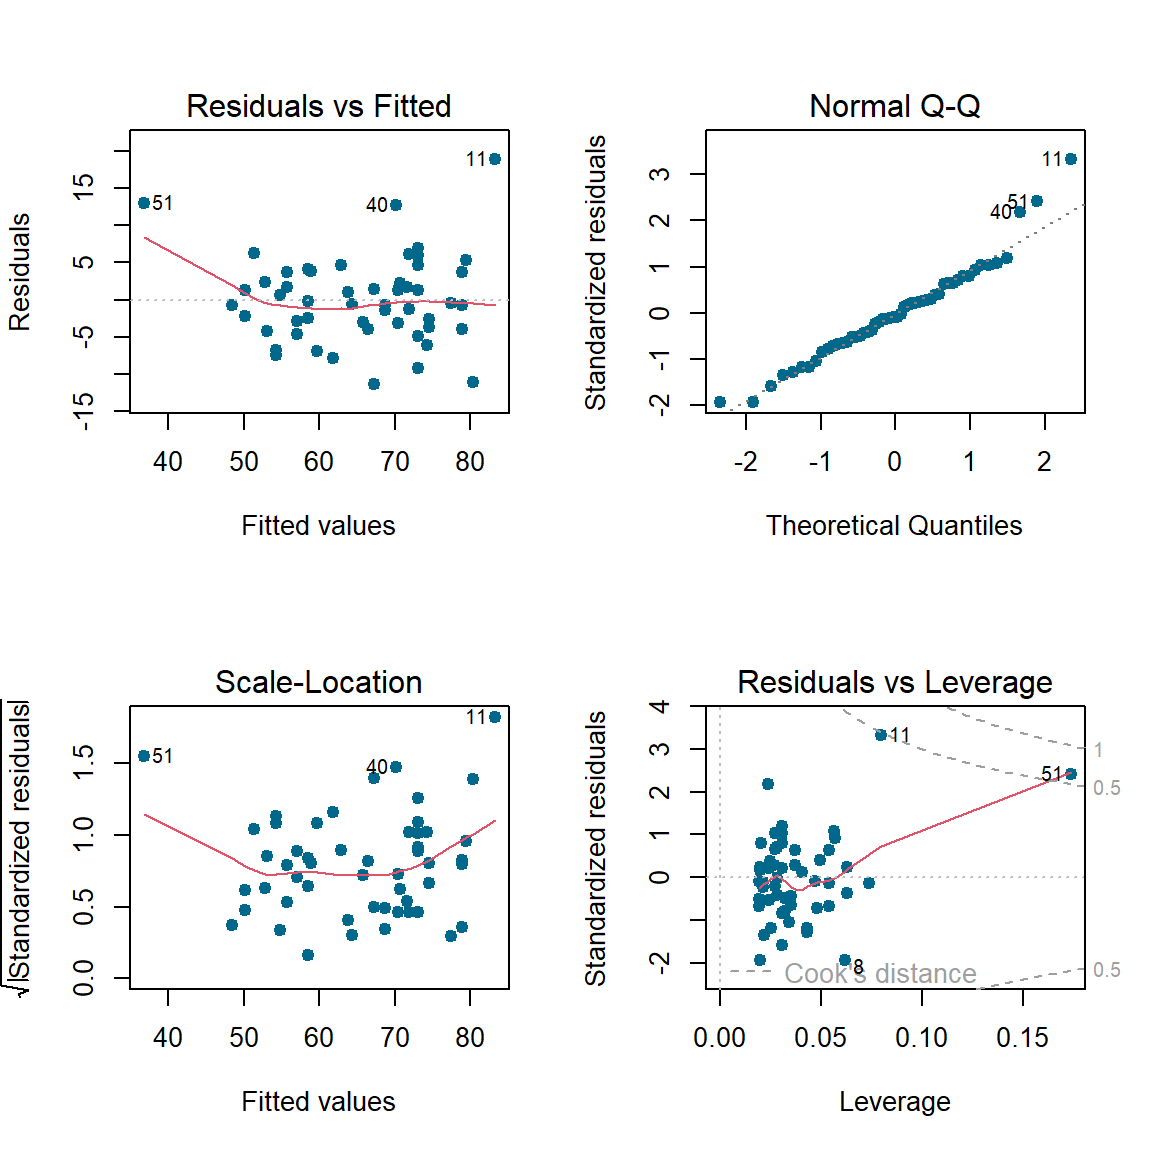 Residuals vs Fitted
Residuals
15
5
-5
-15
11
51
40
40 50 60 70 80
Fitted values
Normal Q-Q
Standardized residuals
3
2
1
0
-1
-2
11
51
40
-2 -1 0 1 2
Theoretical Quantiles
Scale-Location
√|Standardized residuals|
1.5
1.0
0.5
0.0
11
51
40
40 50 60 70 80
Fitted values
Residuals vs Leverage
Standardized residuals
4
3
2
1
0
-2
11
51
8
1
0.5
0.5
Cook's distance
0.00 0.05 0.10 0.15
Leverage